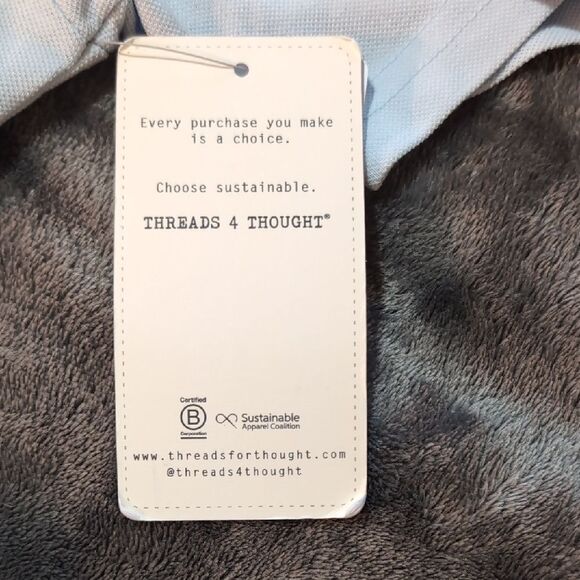 Every purchase you make
is a choice.
Choose sustainable.
THREADS 4 THOUGHT®
Certified
B
Corporation
Sustainable
Apparel Coalition
www.threadsforthought.com
@threads4thought